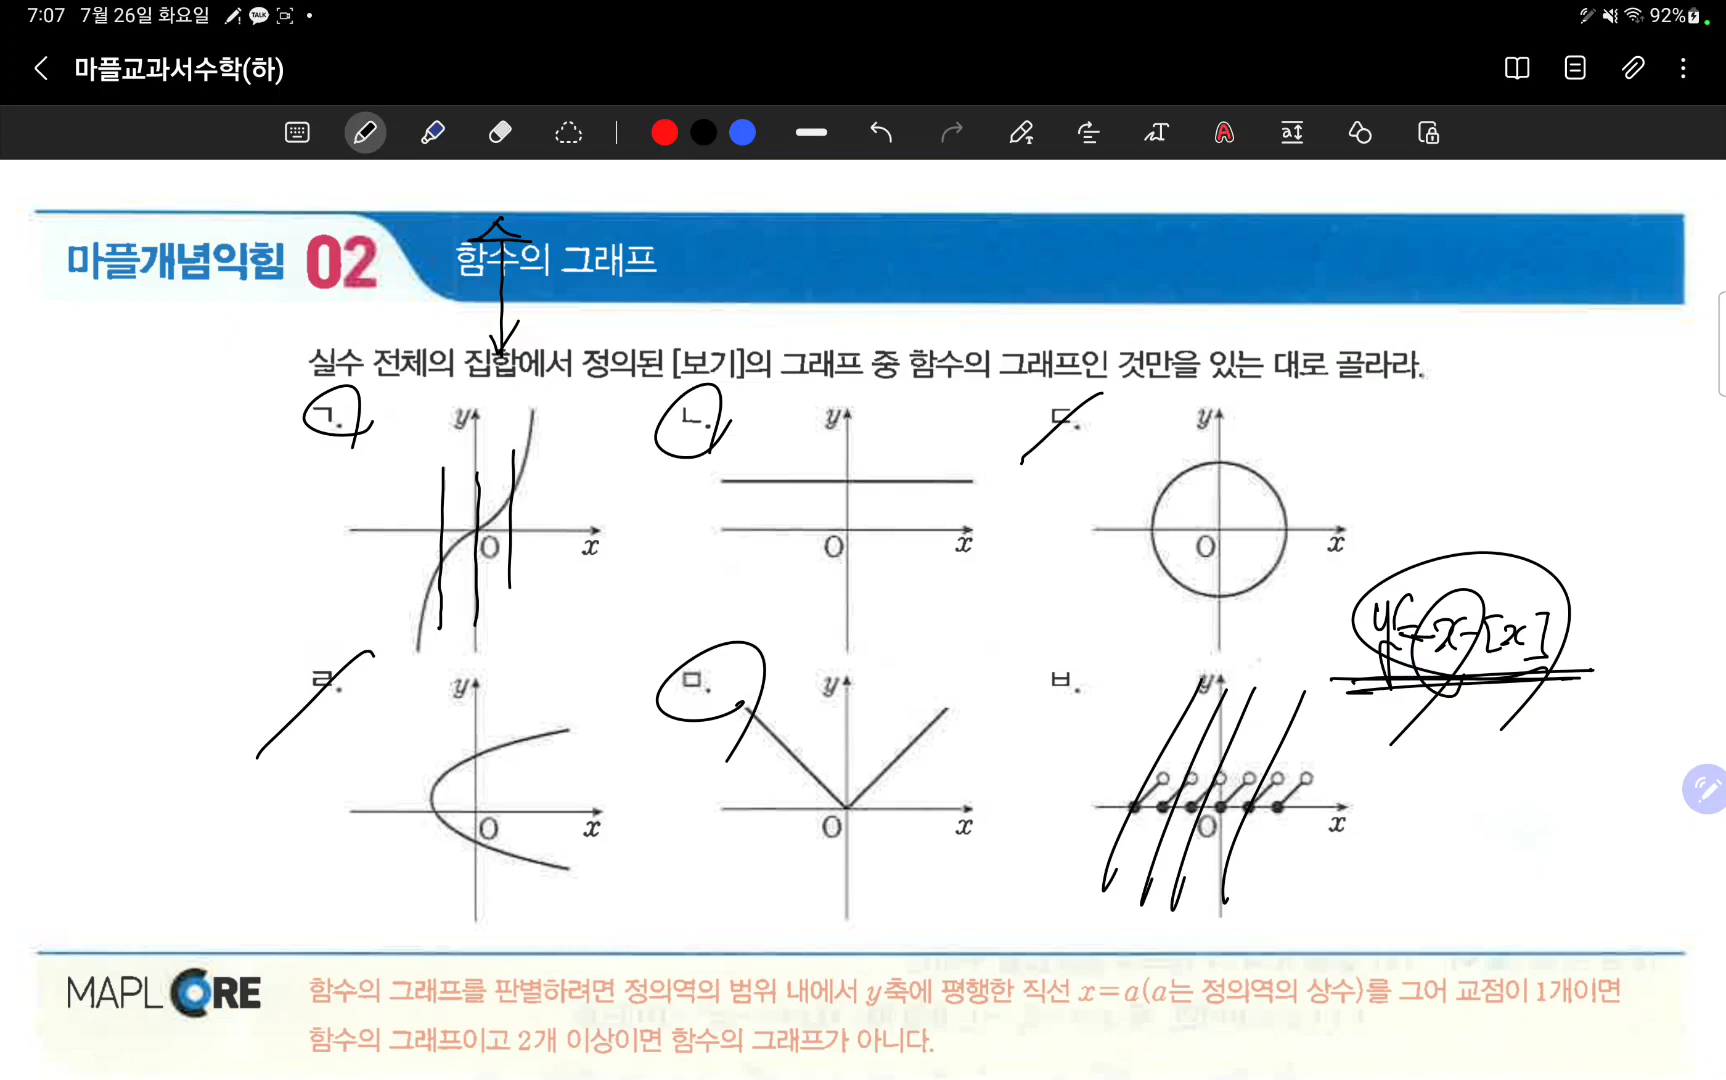 7:07 7월 26일 화요일 TALK 92%
마플교과서수학(하)
마플개념익힘 02 함수의 그래프
수
실수 전체의 집합에서 정의된 [보기]의 그래프 중 함수의 그래프인 것만을 있는 대로 골라라.
ㄱ. y O x
ㄴ. y O x
ㄷ. y O x
y=x-[x]
ㄹ. y O x
ㅁ. y O x
ㅂ. y O x
MAPL CORE 함수의 그래프를 판별하려면 정의역의 범위 내에서 y축에 평행한 직선 x=a(a는 정의역의 상수)를 그어 교점이 1개이면
함수의 그래프이고 2개 이상이면 함수의 그래프가 아니다.